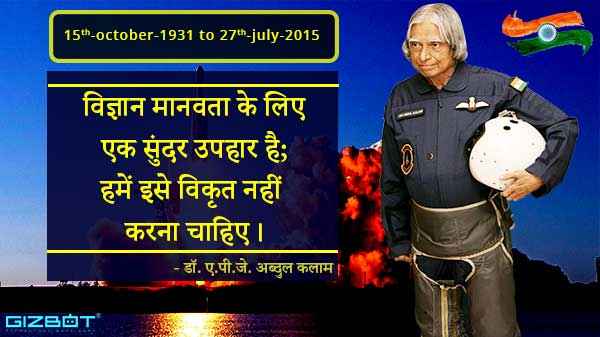 15th-october-1931 to 27th-july-2015
विज्ञान मानवता के लिए
एक सुंदर उपहार है;
हमें इसे विकृत नहीं
करना चाहिए।
- डॉ. ए.पी.जे. अब्दुल कलाम
GIZBOT